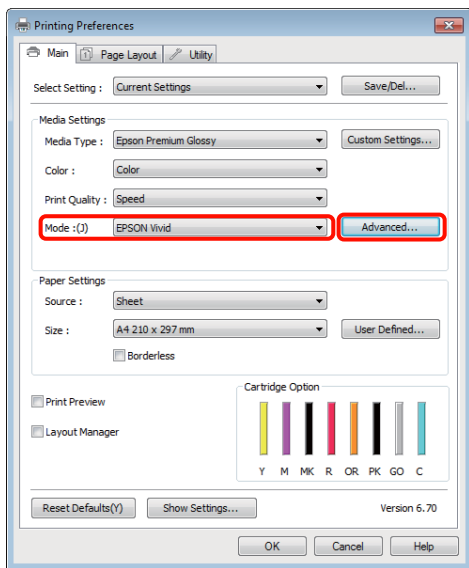 Printing Preferences
Main Page Layout Utility
Select Setting : Current Settings Save/Del...
Media Settings
Media Type : Epson Premium Glossy Custom Settings...
Color : Color
Print Quality : Speed
Mode :(J) EPSON Vivid Advanced...
Paper Settings
Source : Sheet
Size : A4 210 x 297 mm User Defined...
Borderless
Cartridge Option
Print Preview
Layout Manager
Y M MK R OR PK GO C
Reset Defaults(Y) Show Settings... Version 6.70
OK Cancel Help